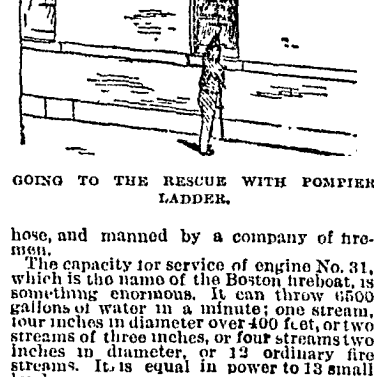 GOING TO THE RESCUE WITH POMPIER
LADDER.
hose, and manned by a company of fire-
men.
The capacity for service of engine No. 31,
which is the name of the Boston fireboat, is
something enormous. It can throw 6500
gallons of water in a minute; one stream,
four inches in diameter over 400 feet, or two
streams of three inches, or four streams two
inches in diameter, or 12 ordinary fire
streams. It is equal in power to 13 small